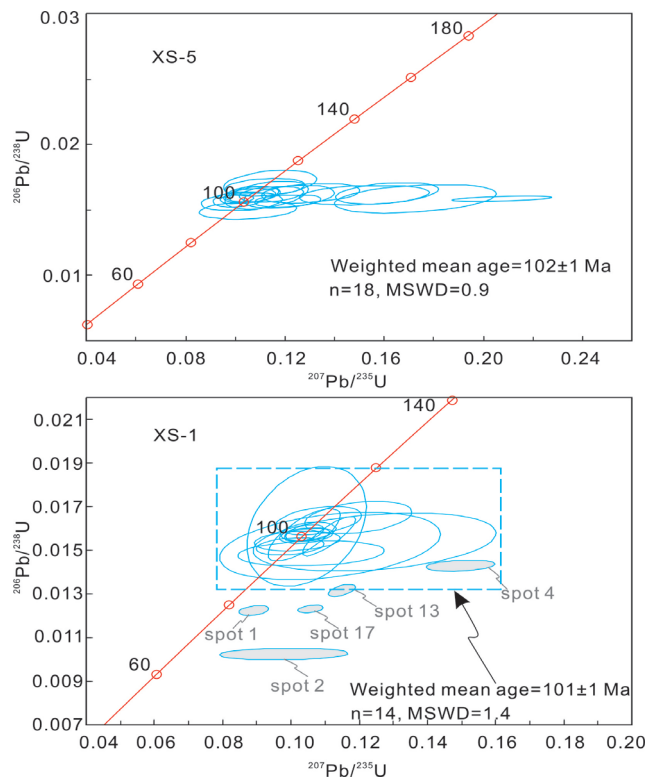 0.03
XS-5
180
140
0.02
²⁰⁶Pb/²³⁸U
100
0.01
60
Weighted mean age=102±1 Ma
n=18, MSWD=0.9
0.04 0.08 0.12 0.16 0.20 0.24
²⁰⁷Pb/²³⁵U
0.021
XS-1
140
0.019
0.017
100
²⁰⁶Pb/²³⁸U
0.015
spot 4
0.013
spot 13
spot 1
spot 17
0.011
60
spot 2
0.009
Weighted mean age=101±1 Ma
n=14, MSWD=1.4
0.007
0.04 0.06 0.08 0.10 0.12 0.14 0.16 0.18 0.20
²⁰⁷Pb/²³⁵U